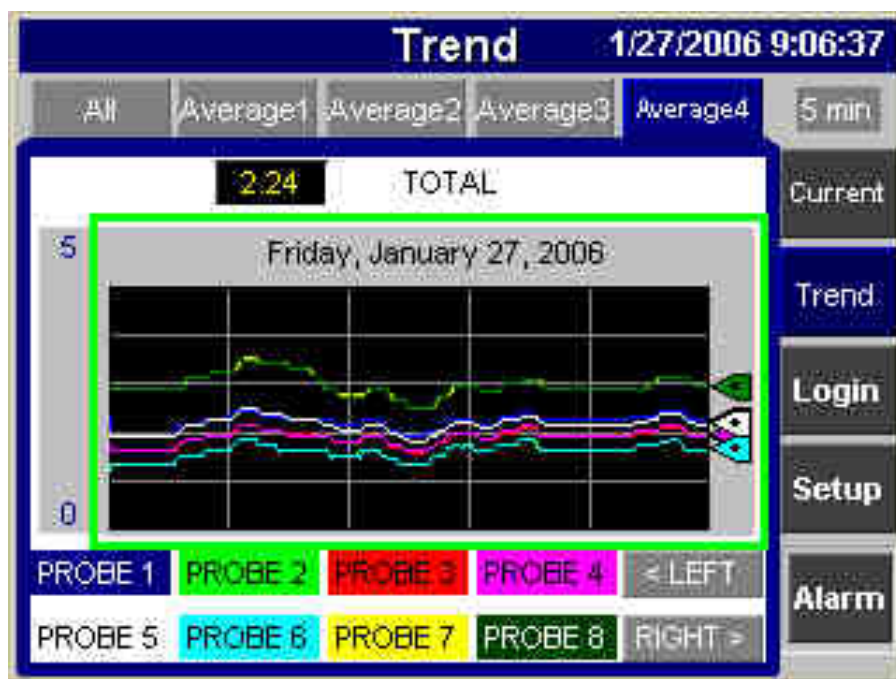 Trend 1/27/2006 9:06:37
All Average1 Average2 Average3 Average4 5 min
2.24 TOTAL
Current
5
Friday, January 27, 2006
Trend
Login
Setup
0
PROBE 1 PROBE 2 PROBE 3 PROBE 4 < LEFT
Alarm
PROBE 5 PROBE 6 PROBE 7 PROBE 8 RIGHT >